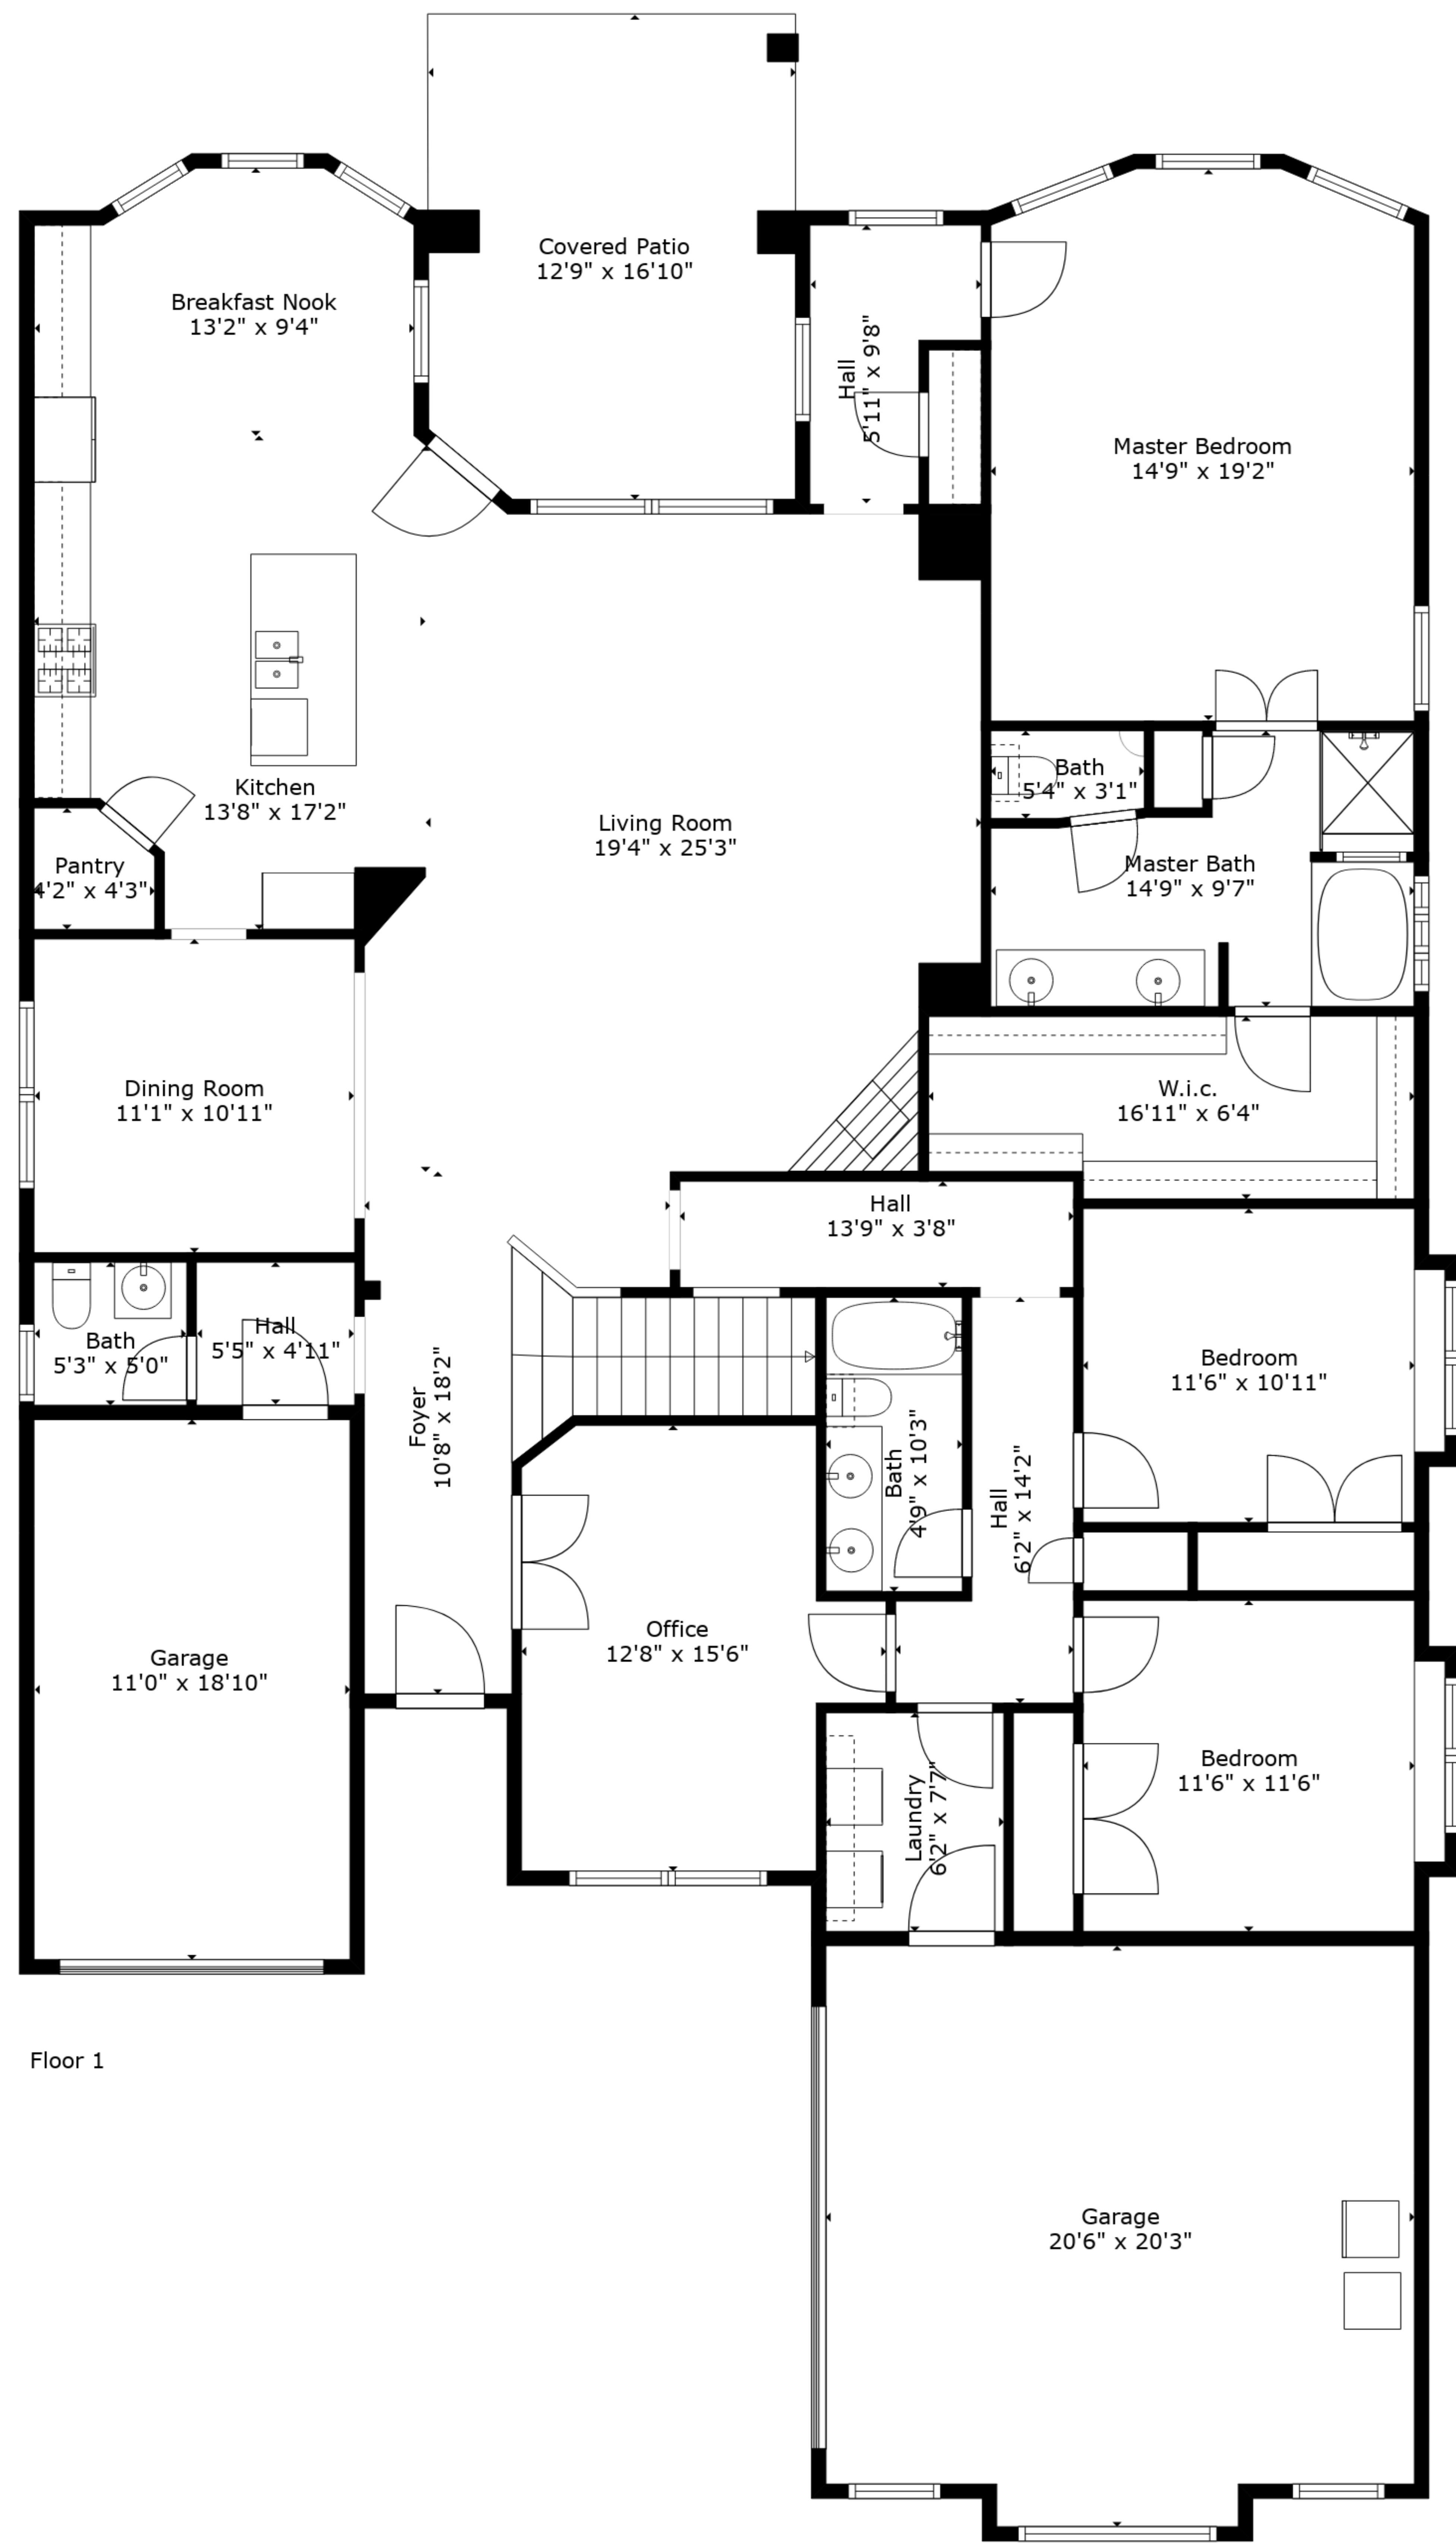 Covered Patio
12'9" x 16'10"
Breakfast Nook
13'2" x 9'4"
Hall
5'11" x 9'8"
Master Bedroom
14'9" x 19'2"
Kitchen
13'8" x 17'2"
Living Room
19'4" x 25'3"
Bath
5'4" x 3'1"
Pantry
4'2" x 4'3"
Master Bath
14'9" x 9'7"
Dining Room
11'1" x 10'11"
W.i.c.
16'11" x 6'4"
Hall
13'9" x 3'8"
Bath
5'3" x 5'0"
Hall
5'5" x 4'11"
Foyer
10'8" x 18'2"
Bath
4'9" x 10'3"
Hall
6'2" x 14'2"
Bedroom
11'6" x 10'11"
Garage
11'0" x 18'10"
Office
12'8" x 15'6"
Laundry
6'2" x 7'7"
Bedroom
11'6" x 11'6"
Floor 1
Garage
20'6" x 20'3"